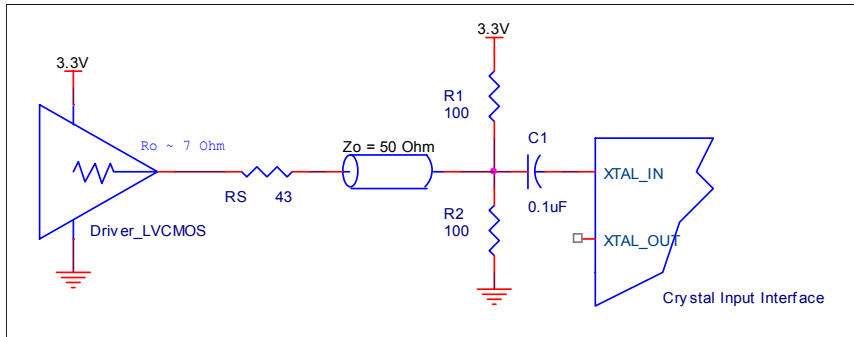 3.3V
3.3V
R1
100
Ro ~ 7 Ohm
Zo = 50 Ohm
C1
XTAL_IN
RS
43
0.1uF
R2
100
XTAL_OUT
Driver_LVCMOS
Crystal Input Interface